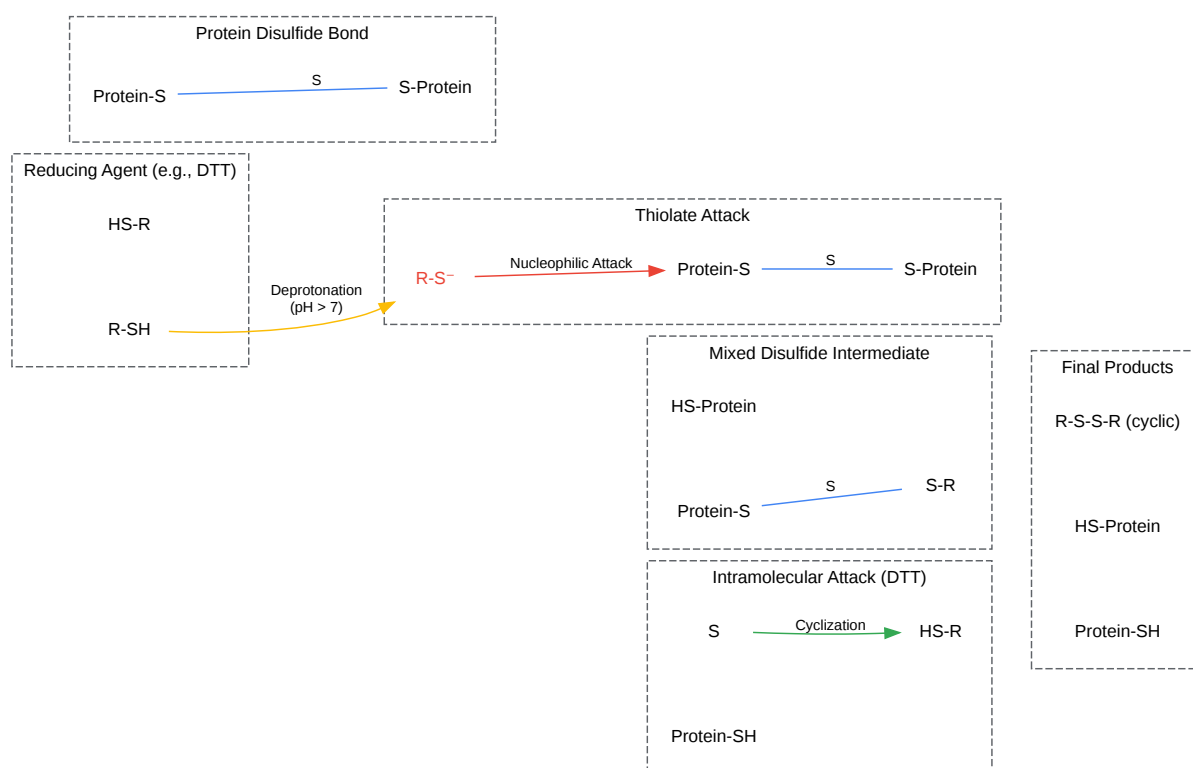 Protein Disulfide Bond
Protein-S
S
S-Protein
Reducing Agent (e.g., DTT)
HS-R
R-SH
Deprotonation
(pH > 7)
Thiolate Attack
R-S⁻
Nucleophilic Attack
Protein-S
S
S-Protein
Mixed Disulfide Intermediate
HS-Protein
Protein-S
S
S-R
Intramolecular Attack (DTT)
S
Cyclization
HS-R
Protein-SH
Final Products
R-S-S-R (cyclic)
HS-Protein
Protein-SH